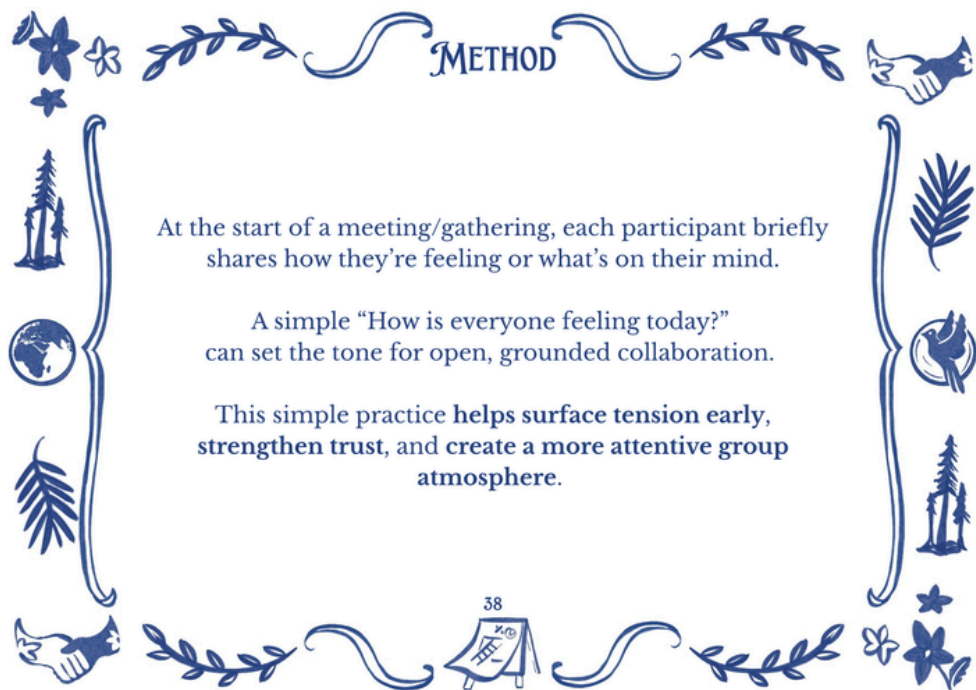 METHOD
At the start of a meeting/gathering, each participant briefly
shares how they’re feeling or what’s on their mind.
A simple “How is everyone feeling today?”
can set the tone for open, grounded collaboration.
This simple practice helps surface tension early,
strengthen trust, and create a more attentive group
atmosphere.
38